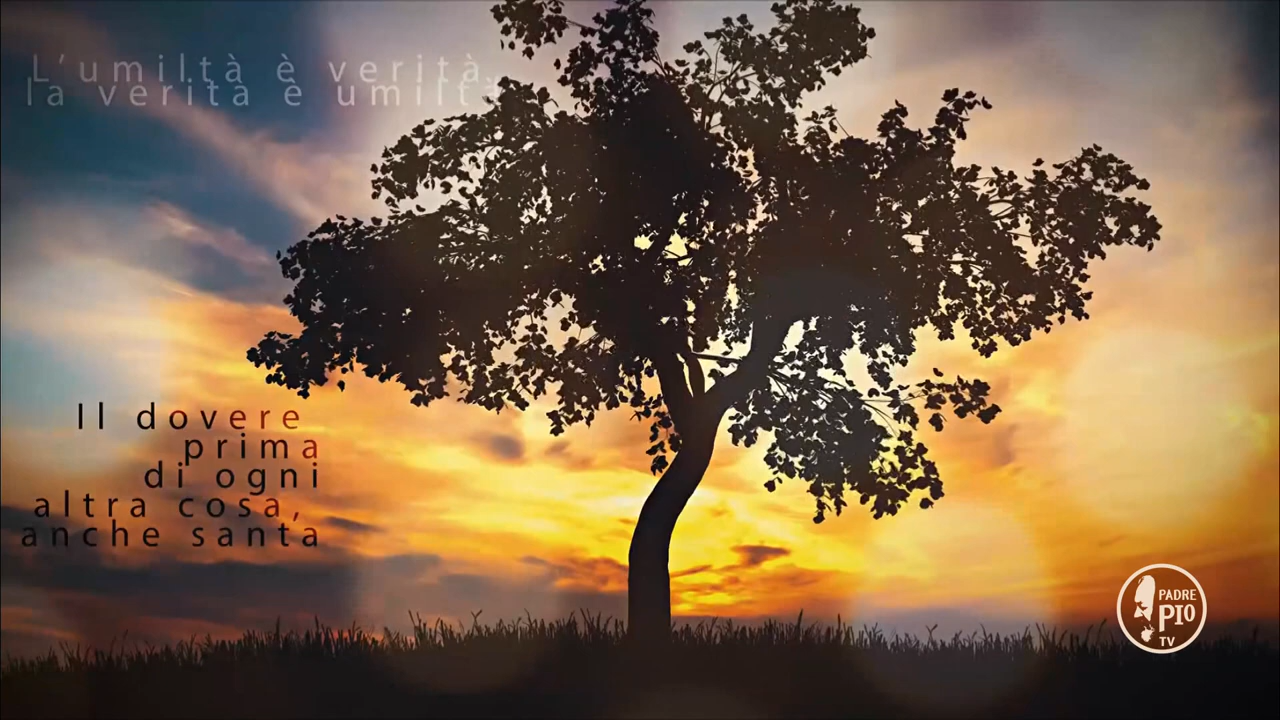 L'umiltà è verità,
la verità è umiltà
Il dovere
prima
di ogni
altra cosa,
anche santa
PADRE
PIO
TV